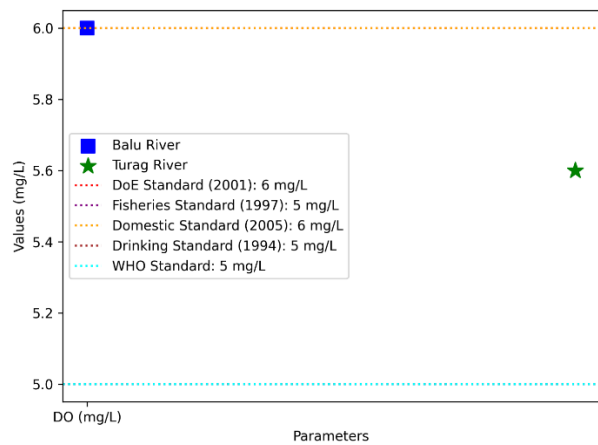 6.0
5.8
5.6
5.4
5.2
5.0
Values (mg/L)
Balu River
Turag River
DoE Standard (2001): 6 mg/L
Fisheries Standard (1997): 5 mg/L
Domestic Standard (2005): 6 mg/L
Drinking Standard (1994): 5 mg/L
WHO Standard: 5 mg/L
DO (mg/L)
Parameters